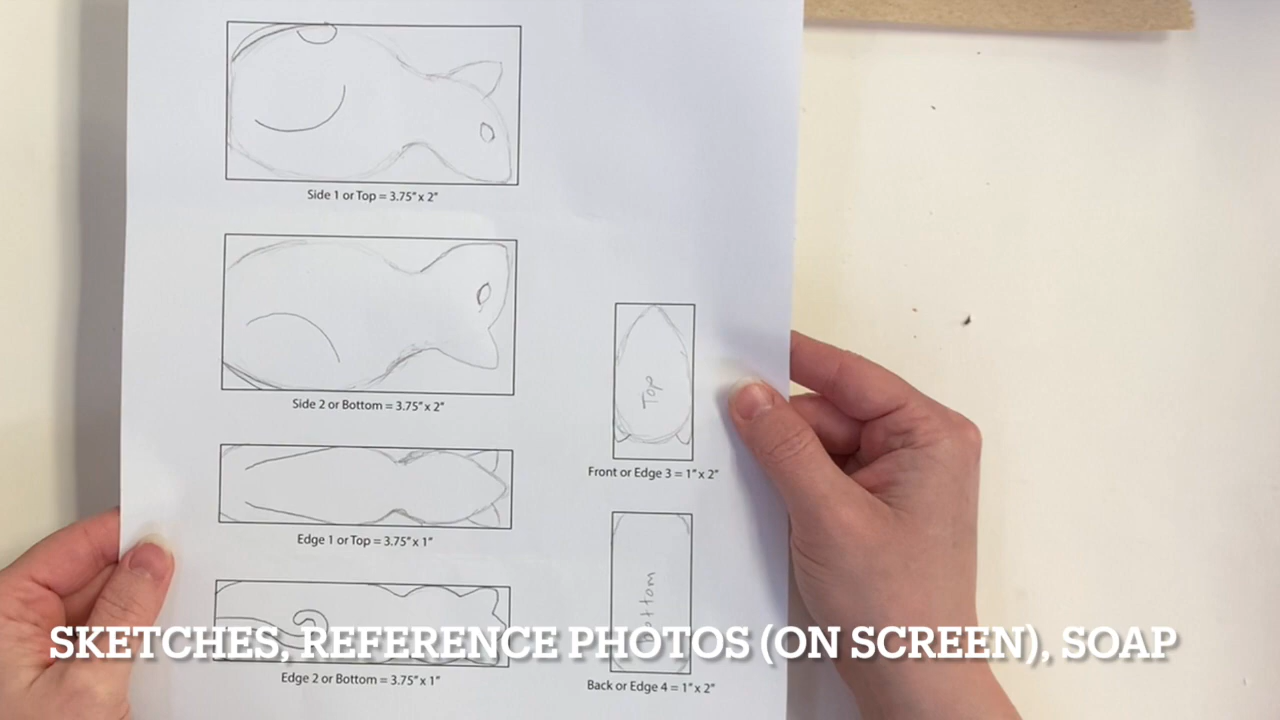 Side 1 or Top = 3.75" x 2"
Side 2 or Bottom = 3.75" x 2"
Edge 1 or Top = 3.75" x 1"
Edge 2 or Bottom = 3.75" x 1"
Top
Front or Edge 3 = 1" x 2"
Bottom
Back or Edge 4 = 1" x 2"
SKETCHES, REFERENCE PHOTOS (ON SCREEN), SOAP